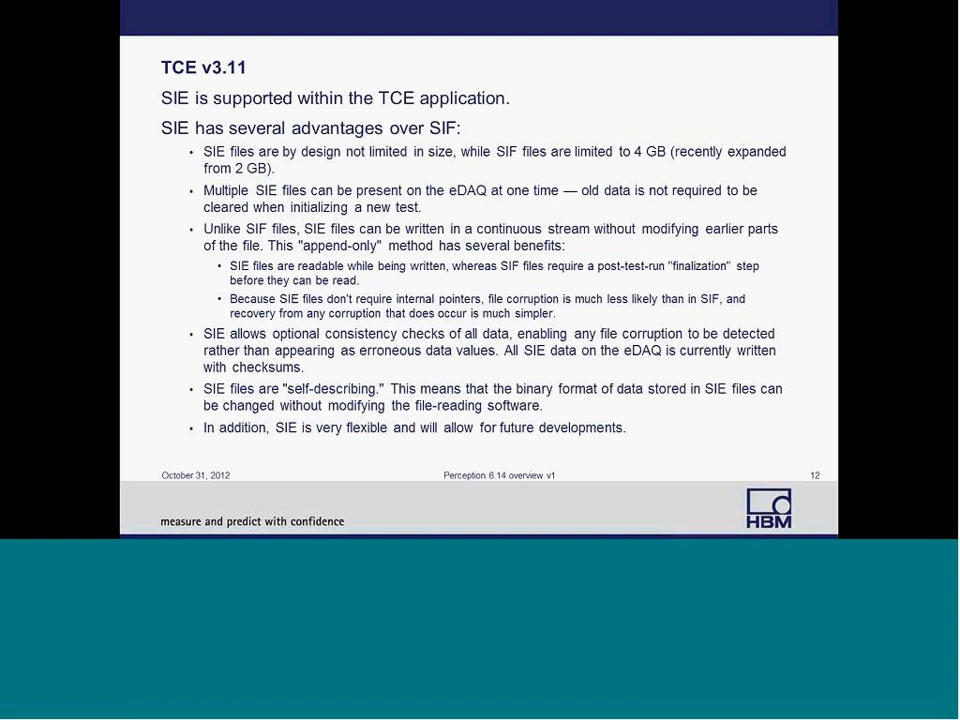 TCE v3.11
SIE is supported within the TCE application.
SIE has several advantages over SIF:
• SIE files are by design not limited in size, while SIF files are limited to 4 GB (recently expanded
from 2 GB).
• Multiple SIE files can be present on the eDAQ at one time — old data is not required to be
cleared when initializing a new test.
• Unlike SIF files, SIE files can be written in a continuous stream without modifying earlier parts
of the file. This "append-only" method has several benefits:
• SIE files are readable while being written, whereas SIF files require a post-test-run "finalization" step
before they can be read.
• Because SIE files don't require internal pointers, file corruption is much less likely than in SIF, and
recovery from any corruption that does occur is much simpler.
• SIE allows optional consistency checks of all data, enabling any file corruption to be detected
rather than appearing as erroneous data values. All SIE data on the eDAQ is currently written
with checksums.
• SIE files are "self-describing." This means that the binary format of data stored in SIE files can
be changed without modifying the file-reading software.
• In addition, SIE is very flexible and will allow for future developments.
October 31, 2012 Perception 6.14 overview v1 12
measure and predict with confidence
HBM